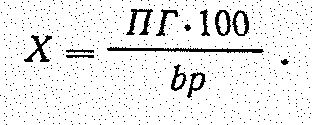 X = ПГ·100 / bp .